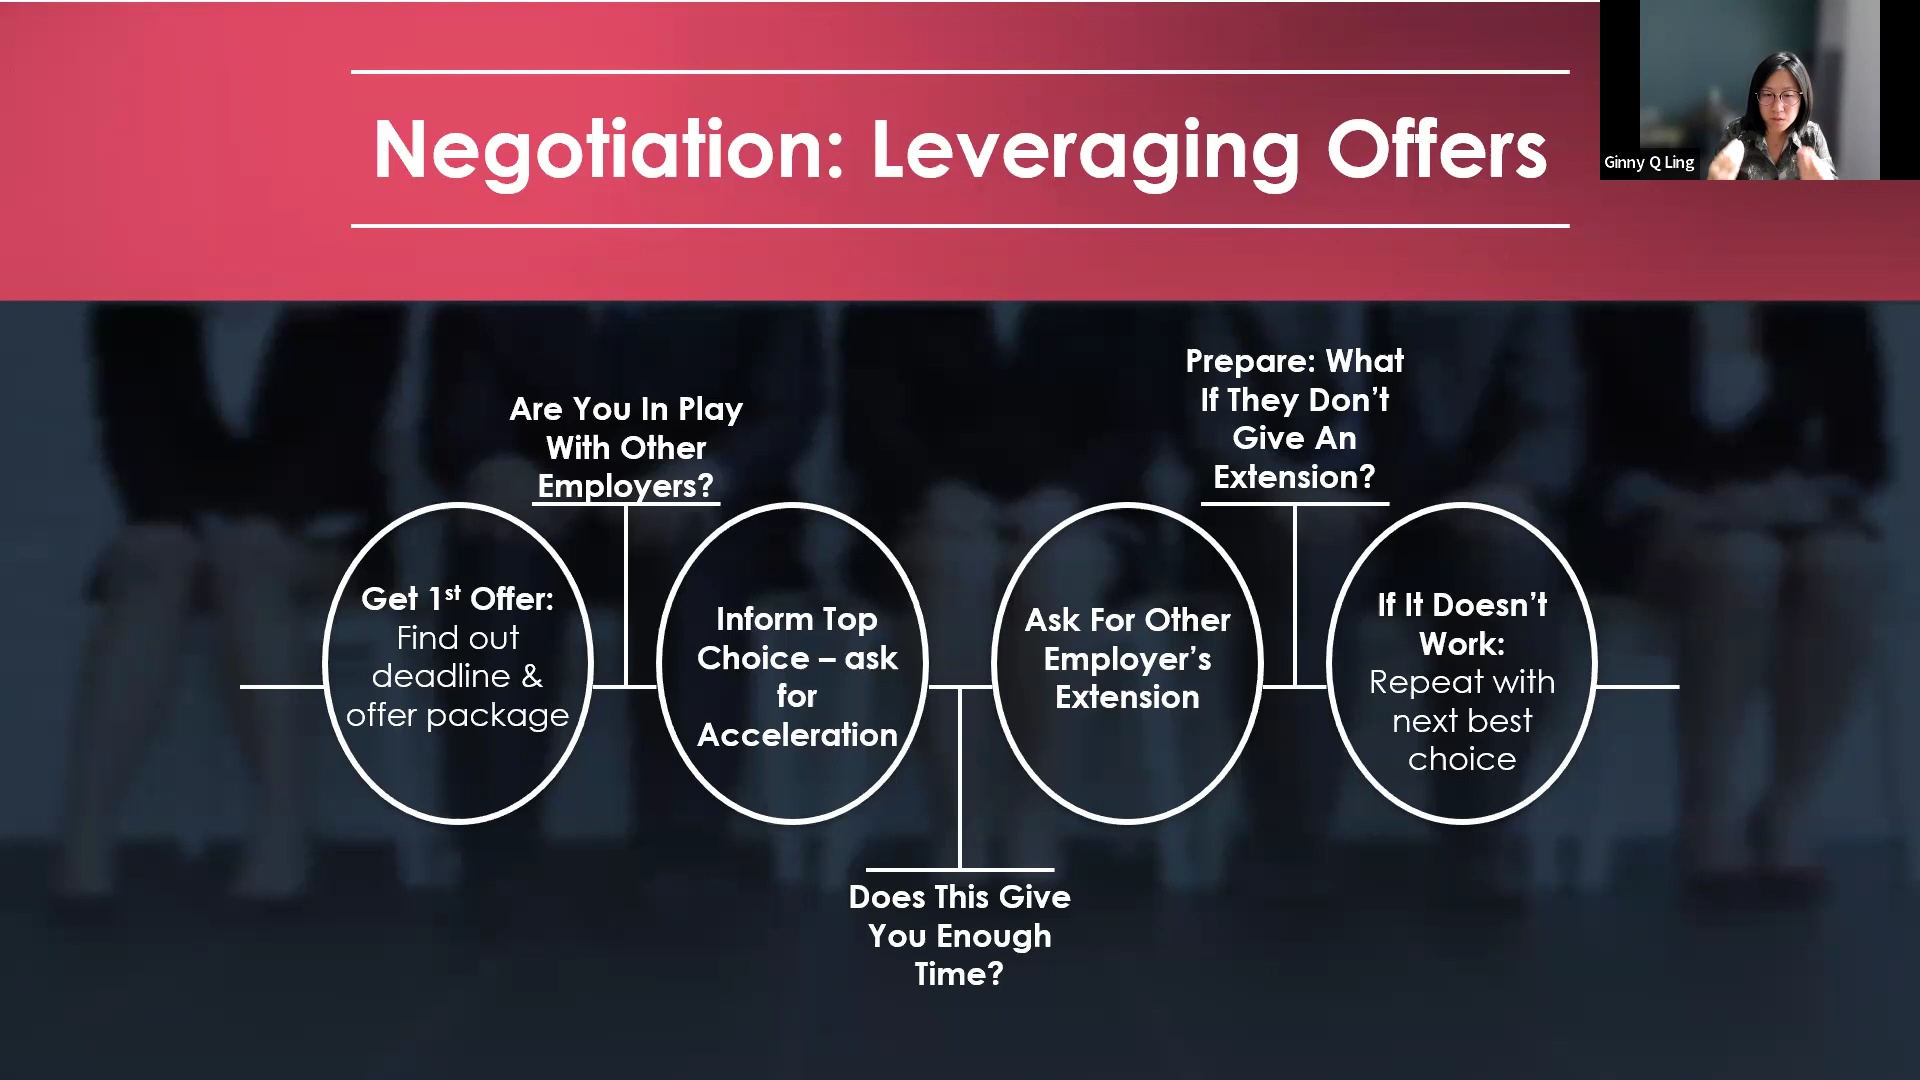 Negotiation: Leveraging Offers
Ginny Q Ling
Are You In Play
With Other
Employers?
Prepare: What
If They Don’t
Give An
Extension?
Get 1st Offer:
Find out
deadline &
offer package
Inform Top
Choice – ask
for
Acceleration
Ask For Other
Employer’s
Extension
If It Doesn’t
Work:
Repeat with
next best
choice
Does This Give
You Enough
Time?